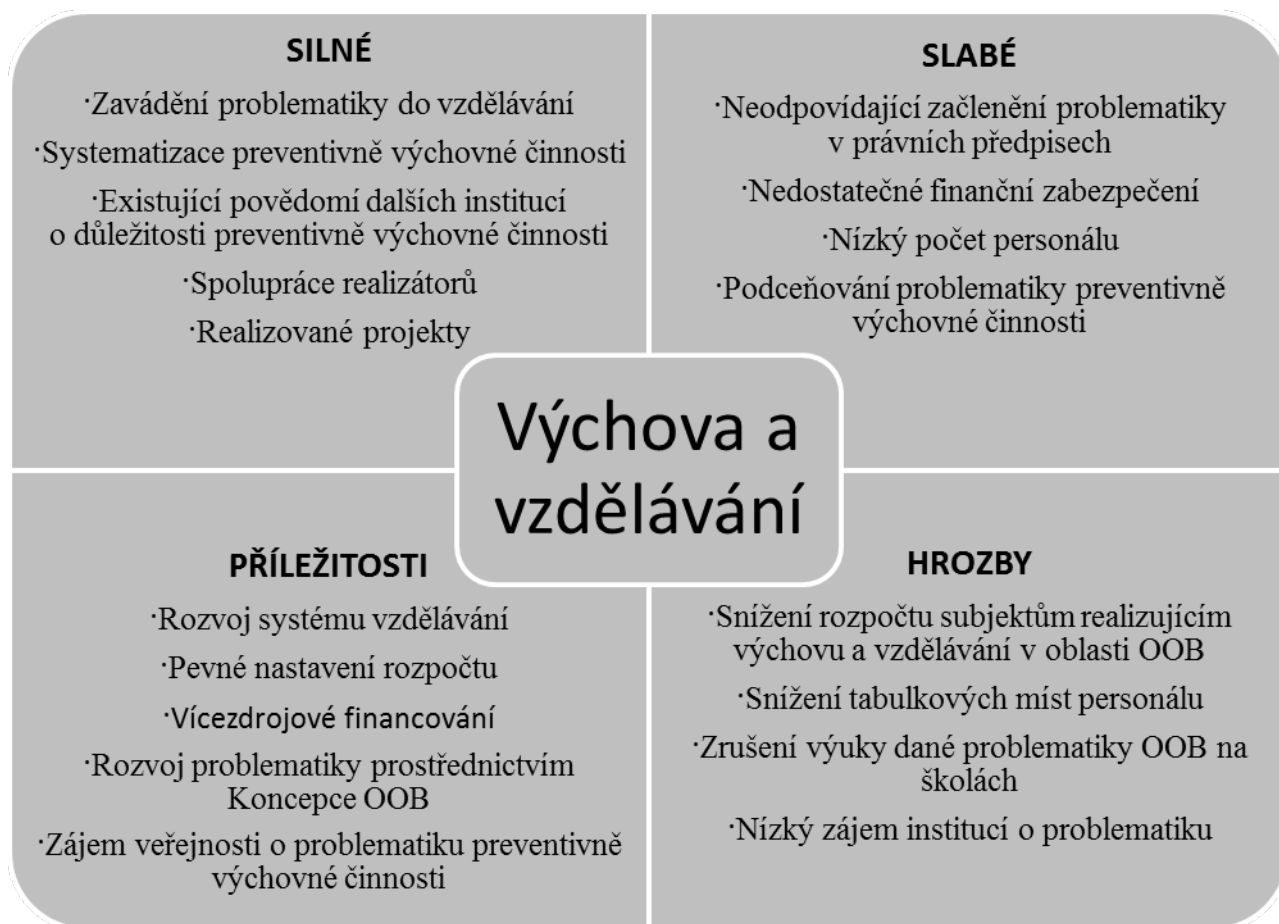 SILNÉ
·Zavádění problematiky do vzdělávání
·Systematizace preventivně výchovné činnosti
·Existující povědomí dalších institucí
o důležitosti preventivně výchovné činnosti
·Spolupráce realizátorů
·Realizované projekty
SLABÉ
·Neodpovídající začlenění problematiky
v právních předpisech
·Nedostatečné finanční zabezpečení
·Nízký počet personálu
·Podceňování problematiky preventivně
výchovné činnosti
Výchova a
vzdělávání
PŘÍLEŽITOSTI
·Rozvoj systému vzdělávání
·Pevné nastavení rozpočtu
·Vícezdrojové financování
·Rozvoj problematiky prostřednictvím
Koncepce OOB
·Zájem veřejnosti o problematiku preventivně
výchovné činnosti
HROZBY
·Snížení rozpočtu subjektům realizujícím
výchovu a vzdělávání v oblasti OOB
·Snížení tabulkových míst personálu
·Zrušení výuky dané problematiky OOB na
školách
·Nízký zájem institucí o problematiku